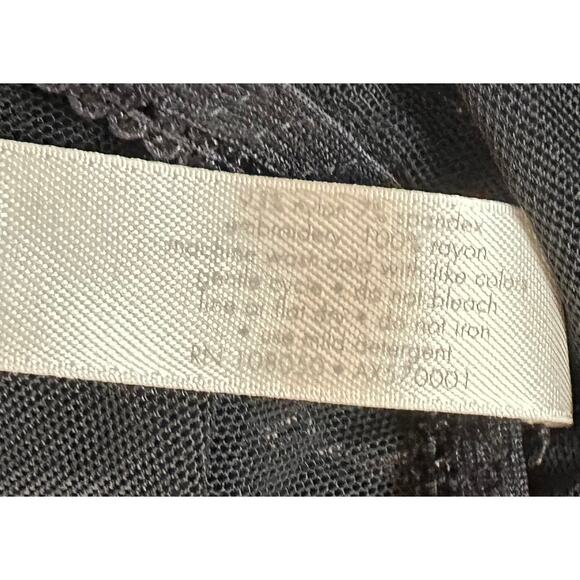 nylon spandex
embroidery 100% rayon
machine wash cold with like colors
gentle cycle • do not bleach
line or flat dry • do not iron
• use mild detergent
RN 108060 • AX570001